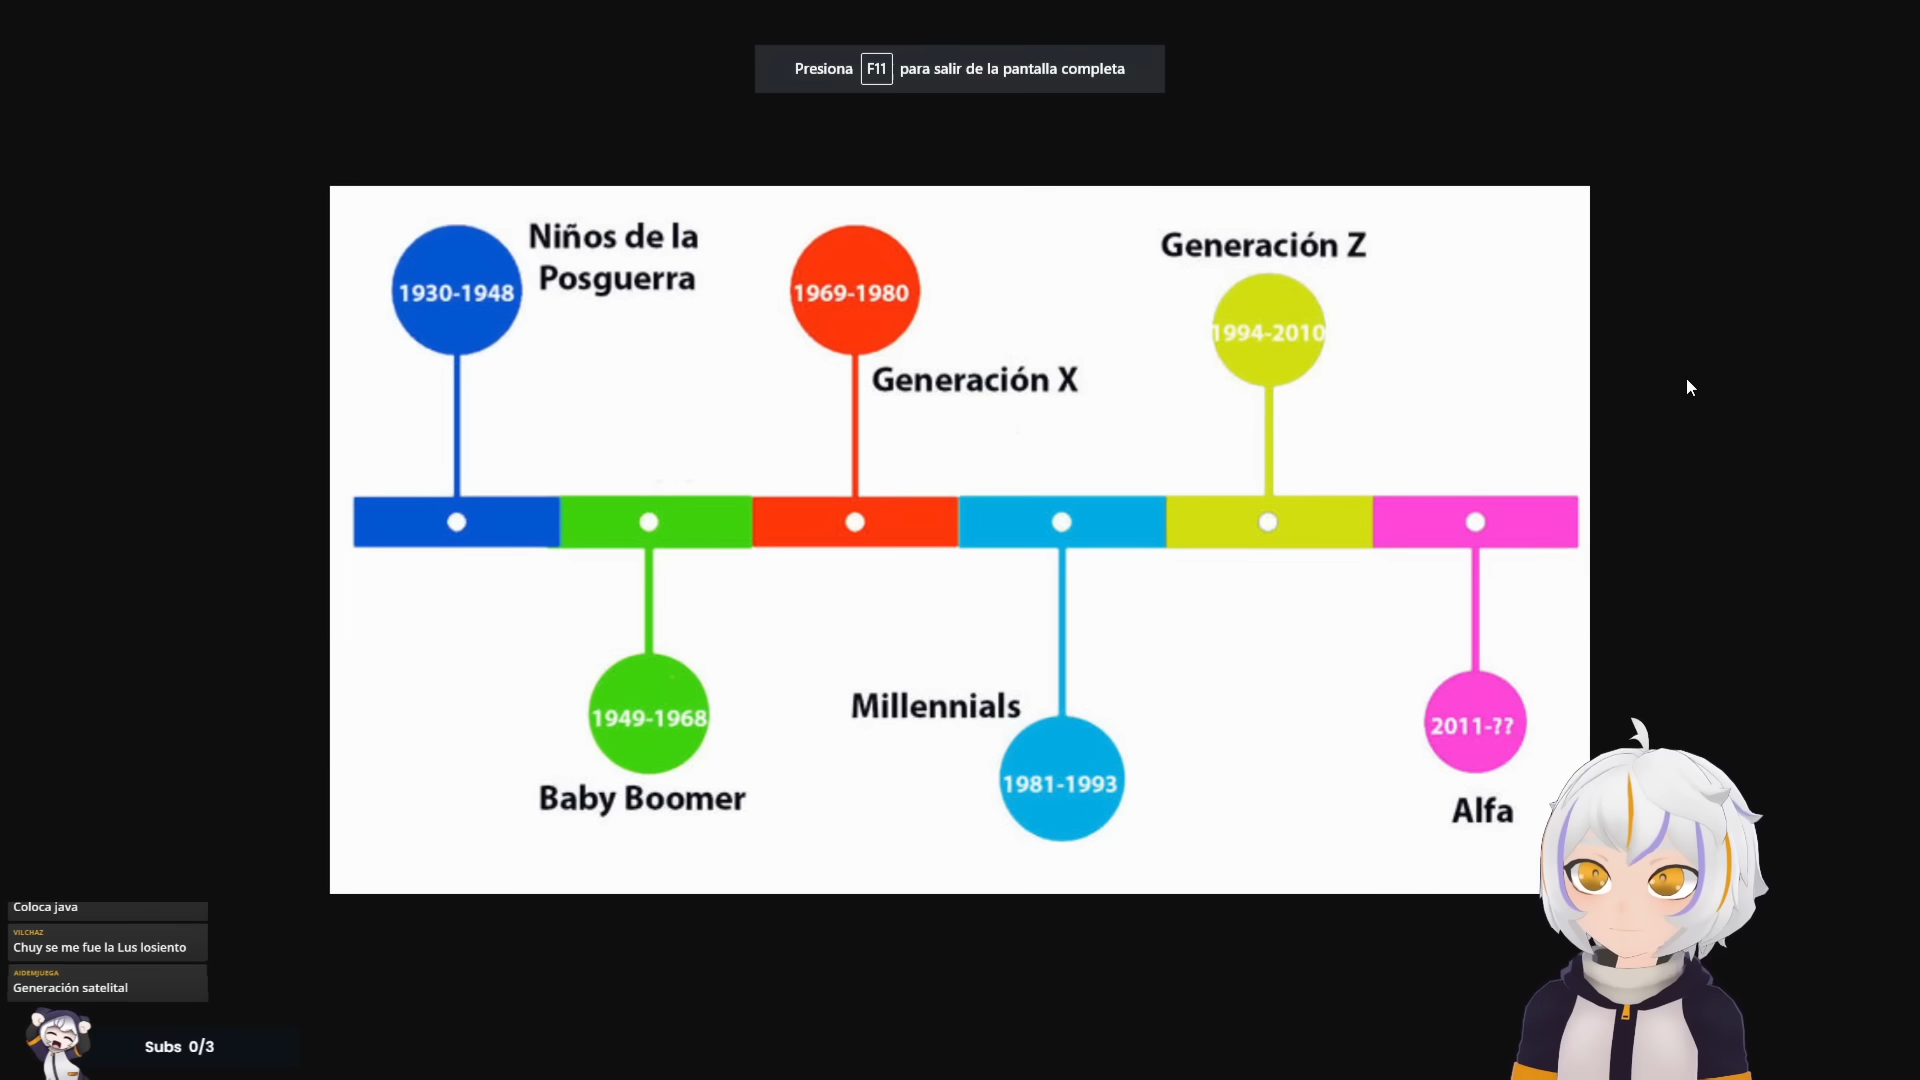 Presiona F11 para salir de la pantalla completa
Niños de la
Posguerra
1930-1948
1969-1980
Generación X
Generación Z
1994-2010
1949-1968
Baby Boomer
Millennials
1981-1993
2011-??
Alfa
Coloca java
VILCHAZ
Chuy se me fue la Lus losiento
AIDEMJUEGA
Generación satelital
Subs 0/3